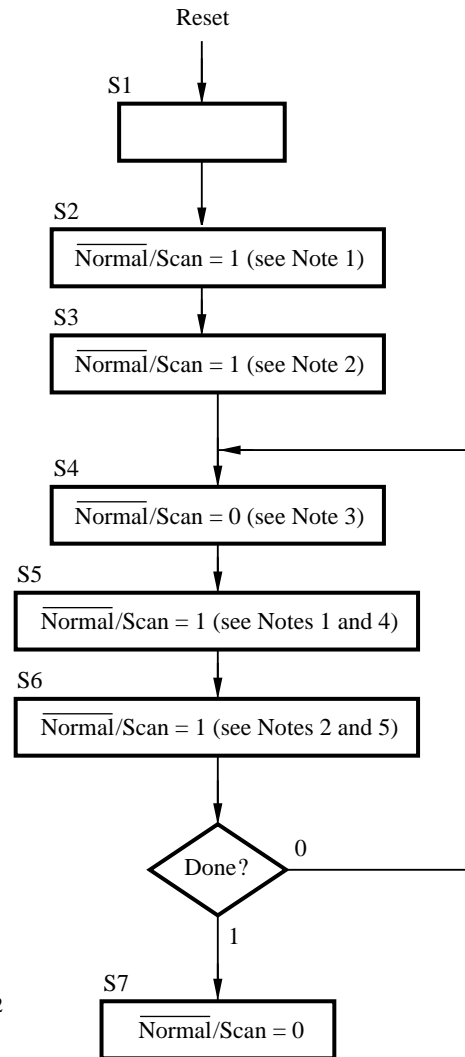 Reset
S1
S2
Normal/Scan = 1 (see Note 1)
S3
Normal/Scan = 1 (see Note 2)
S4
Normal/Scan = 0 (see Note 3)
S5
Normal/Scan = 1 (see Notes 1 and 4)
S6
Normal/Scan = 1 (see Notes 2 and 5)
Done?
0
1
S7
2
Normal/Scan = 0